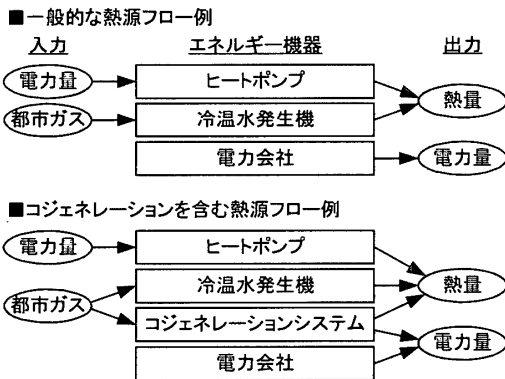 ■一般的な熱源フロー例
入力 エネルギー機器 出力
電力量 ヒートポンプ
熱量
都市ガス 冷温水発生機
電力会社 電力量
■コジェネレーションを含む熱源フロー例
電力量 ヒートポンプ
冷温水発生機 熱量
都市ガス
コジェネレーションシステム
電力量
電力会社